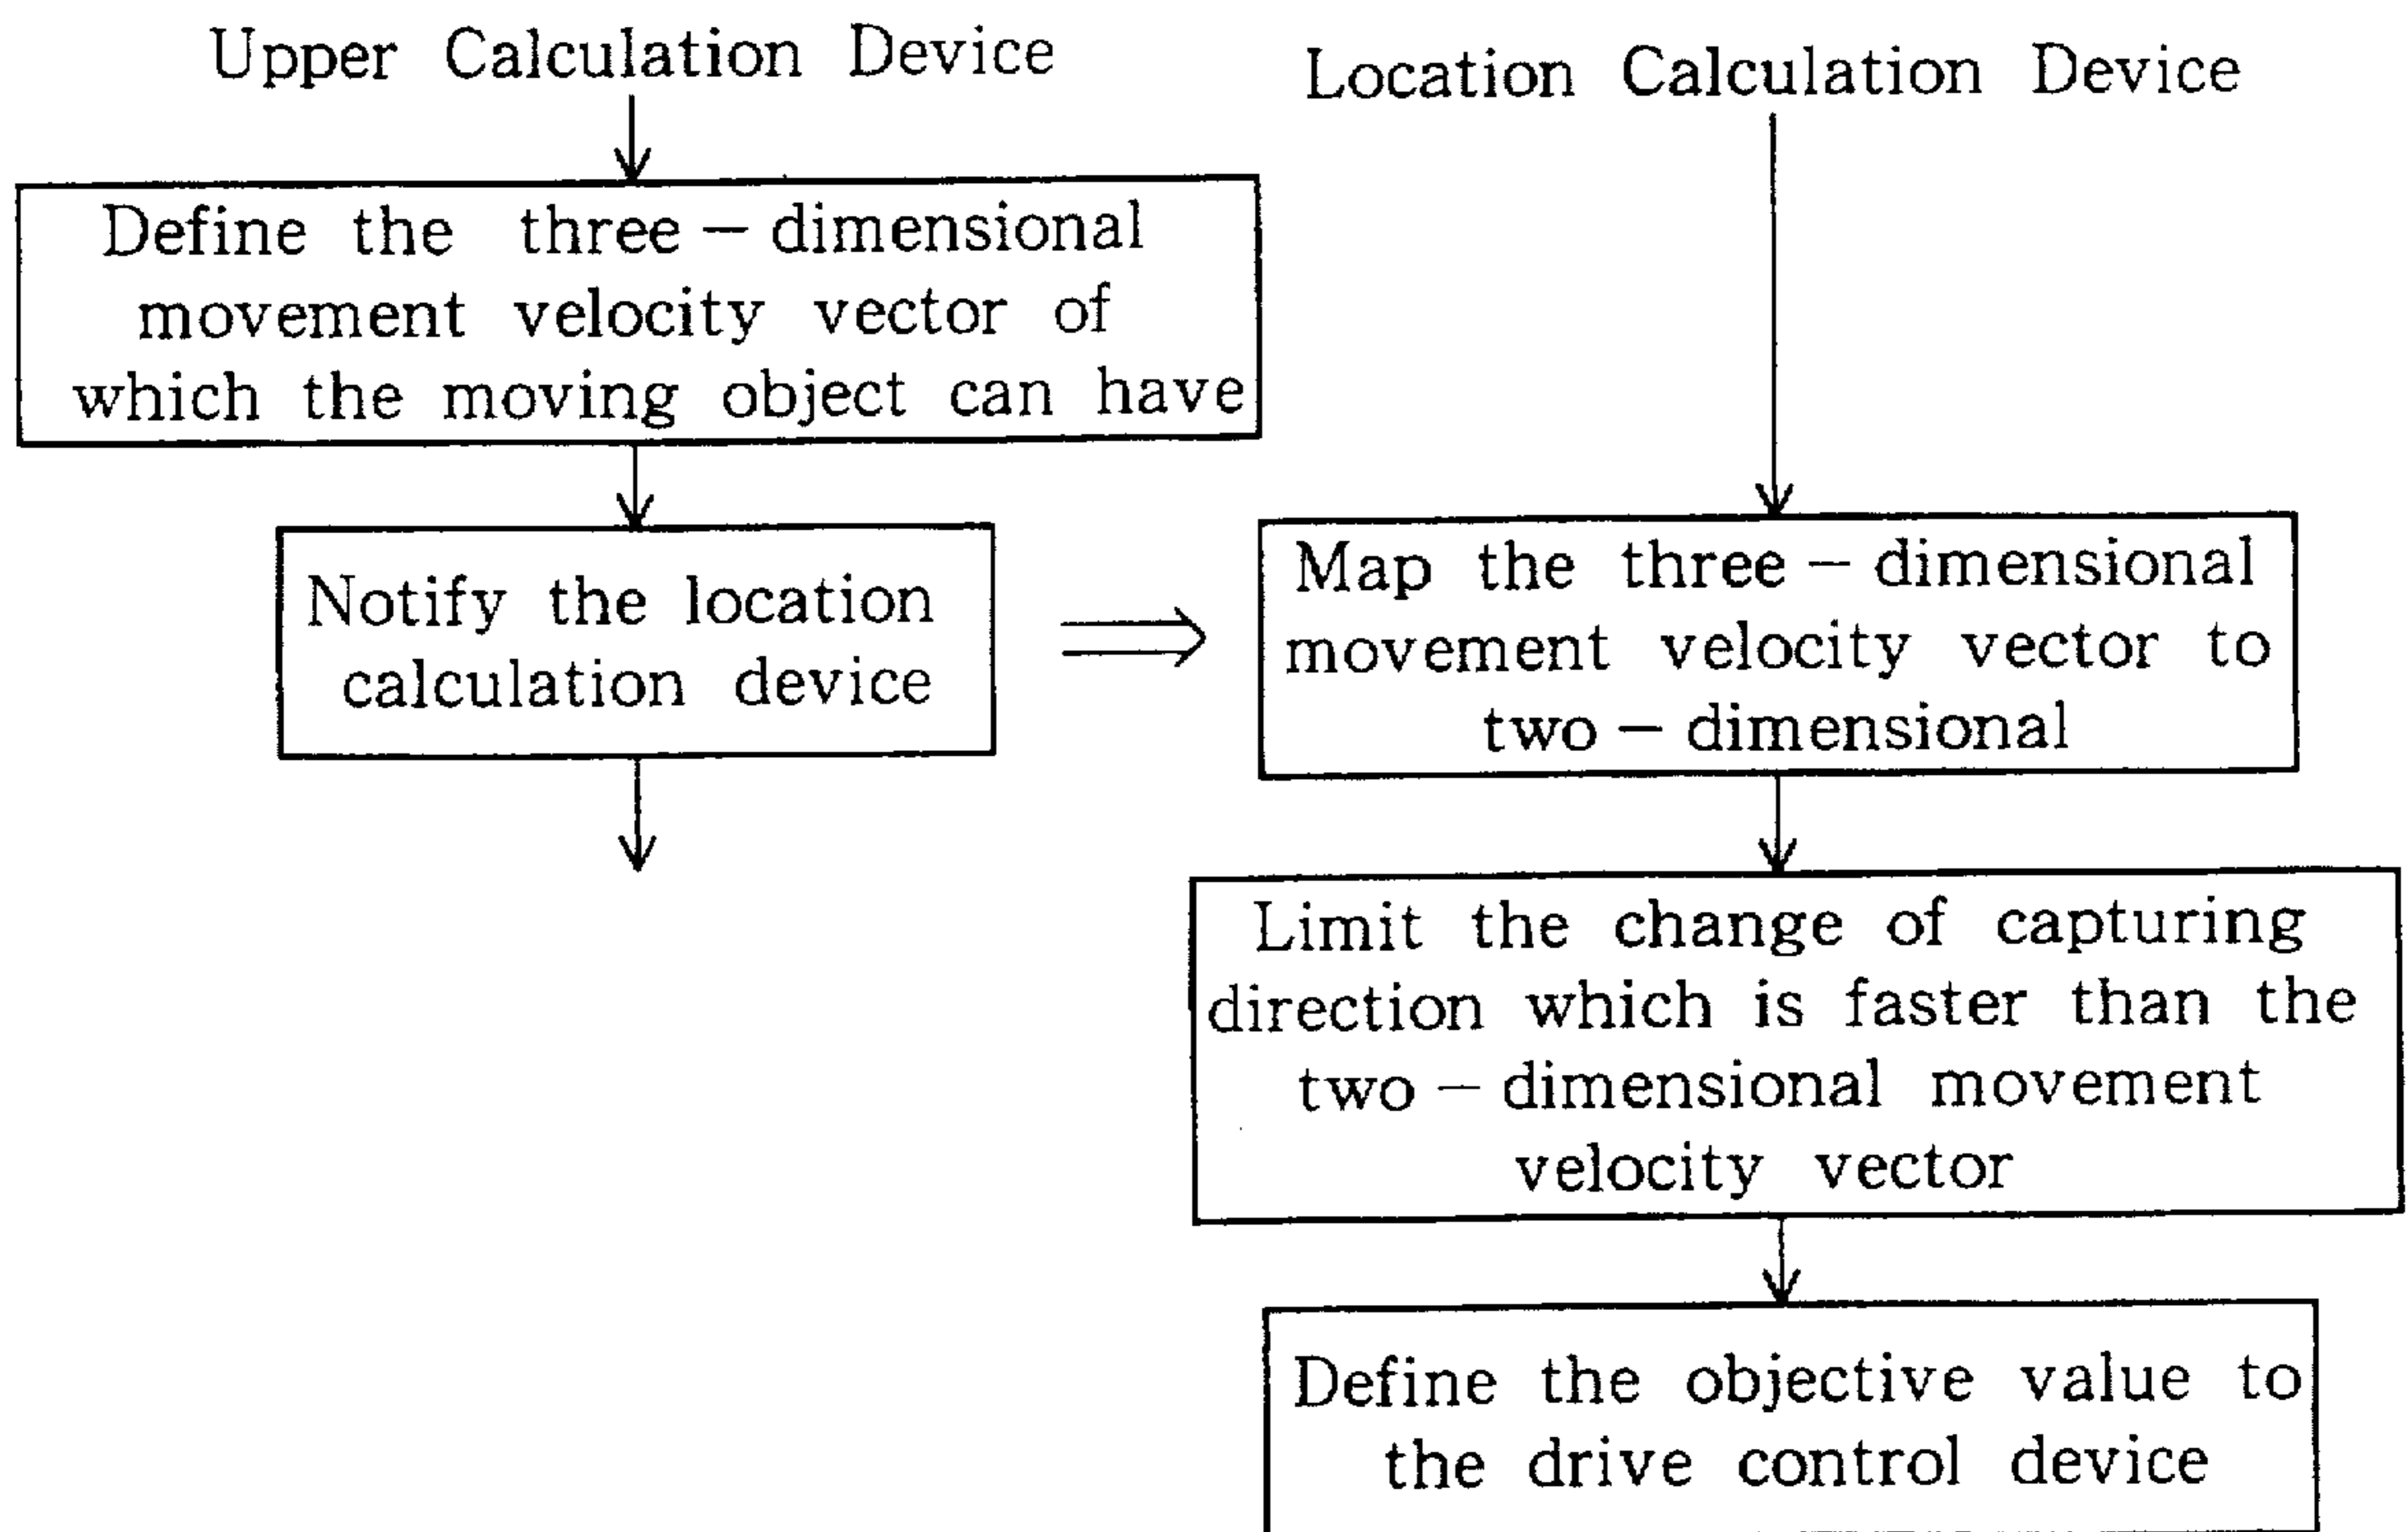 Upper Calculation Device
Define the three – dimensional
movement velocity vector of
which the moving object can have
Notify the location
calculation device
Location Calculation Device
Map the three – dimensional
movement velocity vector to
two – dimensional
Limit the change of capturing
direction which is faster than the
two – dimensional movement
velocity vector
Define the objective value to
the drive control device